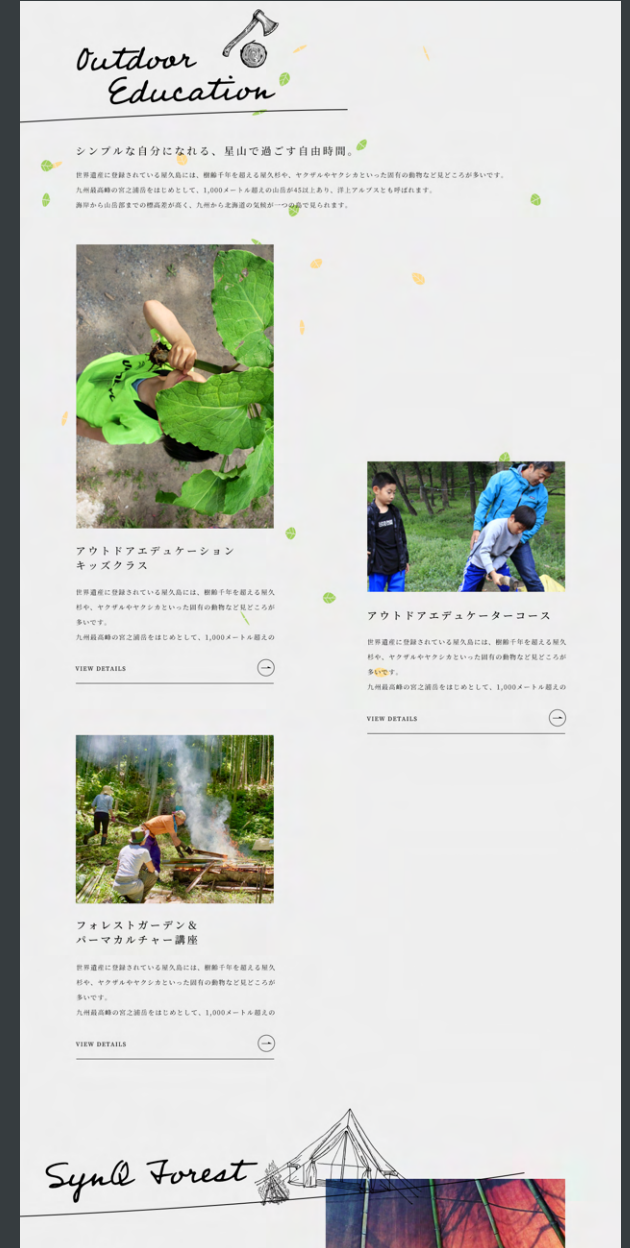 Outdoor
Education
シンプルな自分になれる、星山で過ごす自由時間。
世界遺産に登録されている屋久島には、樹齢千年を超える屋久杉や、ヤクザルやヤクシカといった固有の動物など見どころが多いです。
九州最高峰の宮之浦岳をはじめとして、1,000メートル超えの山岳が45以上あり、洋上アルプスとも呼ばれます。
海岸から山岳部までの標高差が高く、九州から北海道の気候が一つの島で見られます。
アウトドアエデュケーション
キッズクラス
世界遺産に登録されている屋久島には、樹齢千年を超える屋久
杉や、ヤクザルやヤクシカといった固有の動物など見どころが
多いです。
九州最高峰の宮之浦岳をはじめとして、1,000メートル超えの
VIEW DETAILS
アウトドアエデュケーターコース
世界遺産に登録されている屋久島には、樹齢千年を超える屋久
杉や、ヤクザルやヤクシカといった固有の動物など見どころが
多いです。
九州最高峰の宮之浦岳をはじめとして、1,000メートル超えの
VIEW DETAILS
フォレストガーデン&
パーマカルチャー講座
世界遺産に登録されている屋久島には、樹齢千年を超える屋久
杉や、ヤクザルやヤクシカといった固有の動物など見どころが
多いです。
九州最高峰の宮之浦岳をはじめとして、1,000メートル超えの
VIEW DETAILS
SynQ Forest